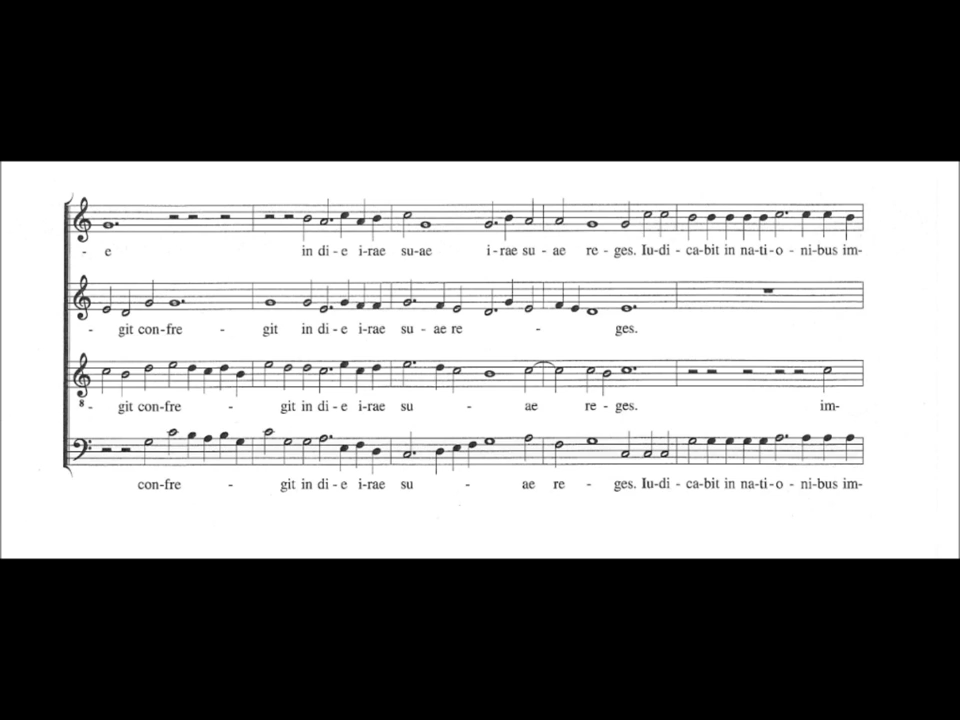 - e in di - e i-rae su-ae i-rae su - ae re - ges. Iu-di - ca-bit in na-ti-o - ni-bus im-
- git con-fre - git in di - e i-rae su - ae re - ges.
8 - git con-fre - git in di - e i-rae su - ae re - ges. im-
con-fre - git in di - e i-rae su - ae re - ges. Iu-di - ca-bit in na-ti-o - ni-bus im-